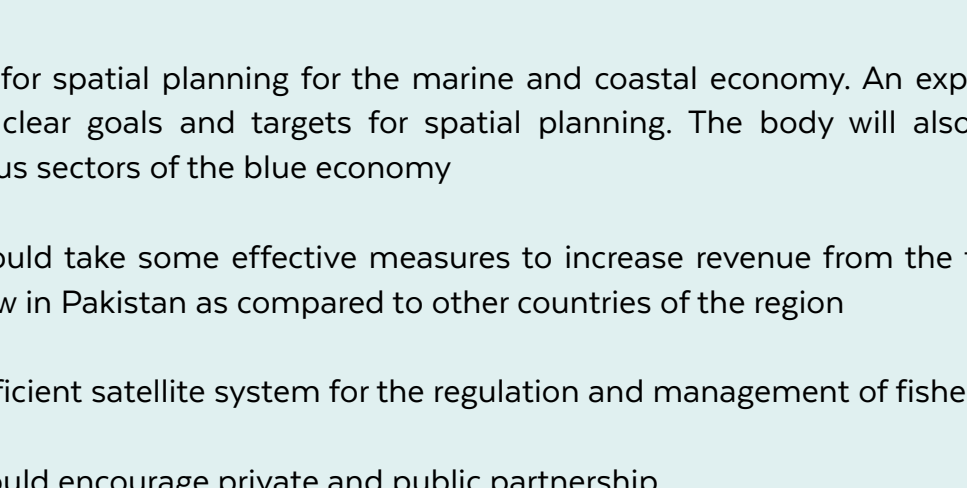 for spatial planning for the marine and coastal economy. An exp
clear goals and targets for spatial planning. The body will also
us sectors of the blue economy
ould take some effective measures to increase revenue from the
w in Pakistan as compared to other countries of the region
ficient satellite system for the regulation and management of fishe
ould encourage private and public partnership